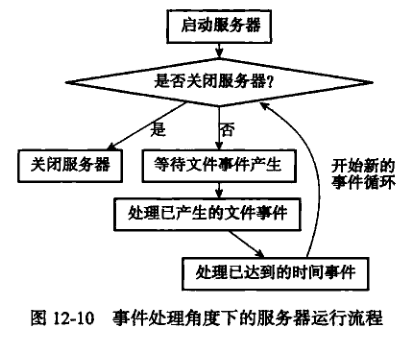 启动服务器
是否关闭服务器?
是
否
关闭服务器
等待文件事件产生
开始新的
事件循环
处理已产生的文件事件
处理已达到的时间事件
图 12-10 事件处理角度下的服务器运行流程